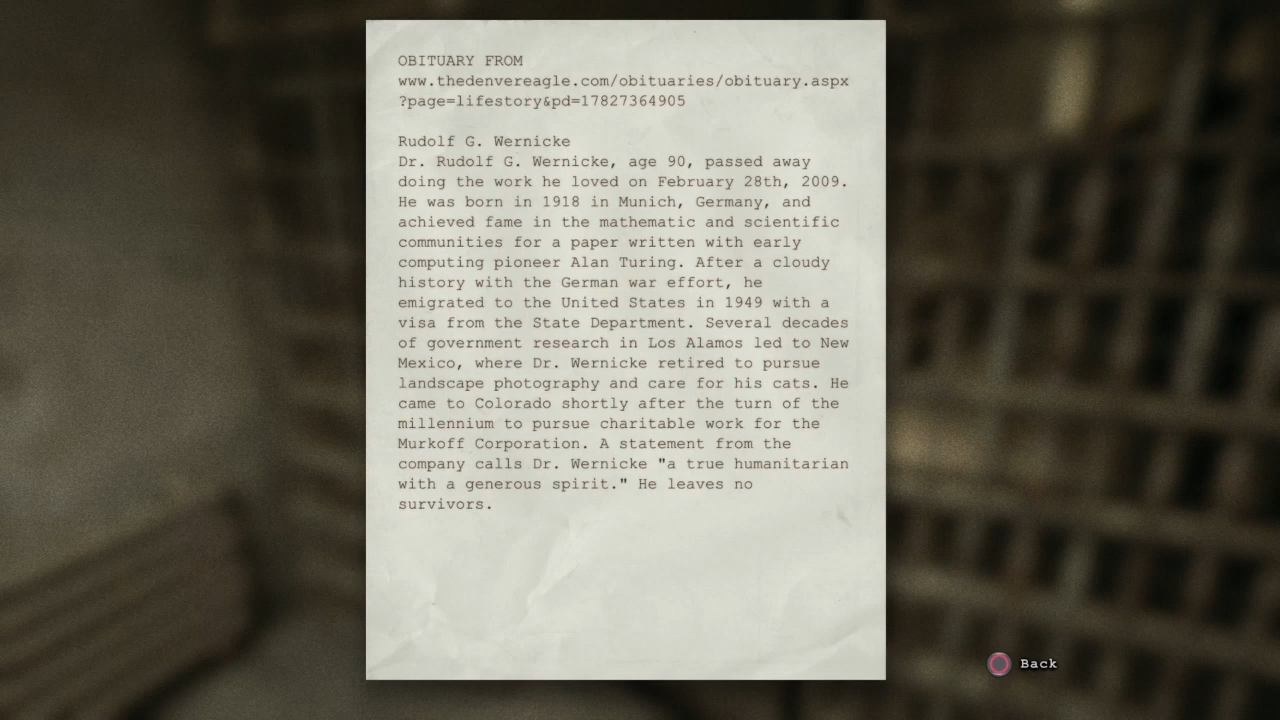 OBITUARY FROM
www.thedenvereagle.com/obituaries/obituary.aspx
?page=lifestory&pd=17827364905
Rudolf G. Wernicke
Dr. Rudolf G. Wernicke, age 90, passed away
doing the work he loved on February 28th, 2009.
He was born in 1918 in Munich, Germany, and
achieved fame in the mathematic and scientific
communities for a paper written with early
computing pioneer Alan Turing. After a cloudy
history with the German war effort, he
emigrated to the United States in 1949 with a
visa from the State Department. Several decades
of government research in Los Alamos led to New
Mexico, where Dr. Wernicke retired to pursue
landscape photography and care for his cats. He
came to Colorado shortly after the turn of the
millennium to pursue charitable work for the
Murkoff Corporation. A statement from the
company calls Dr. Wernicke "a true humanitarian
with a generous spirit." He leaves no
survivors.
Back